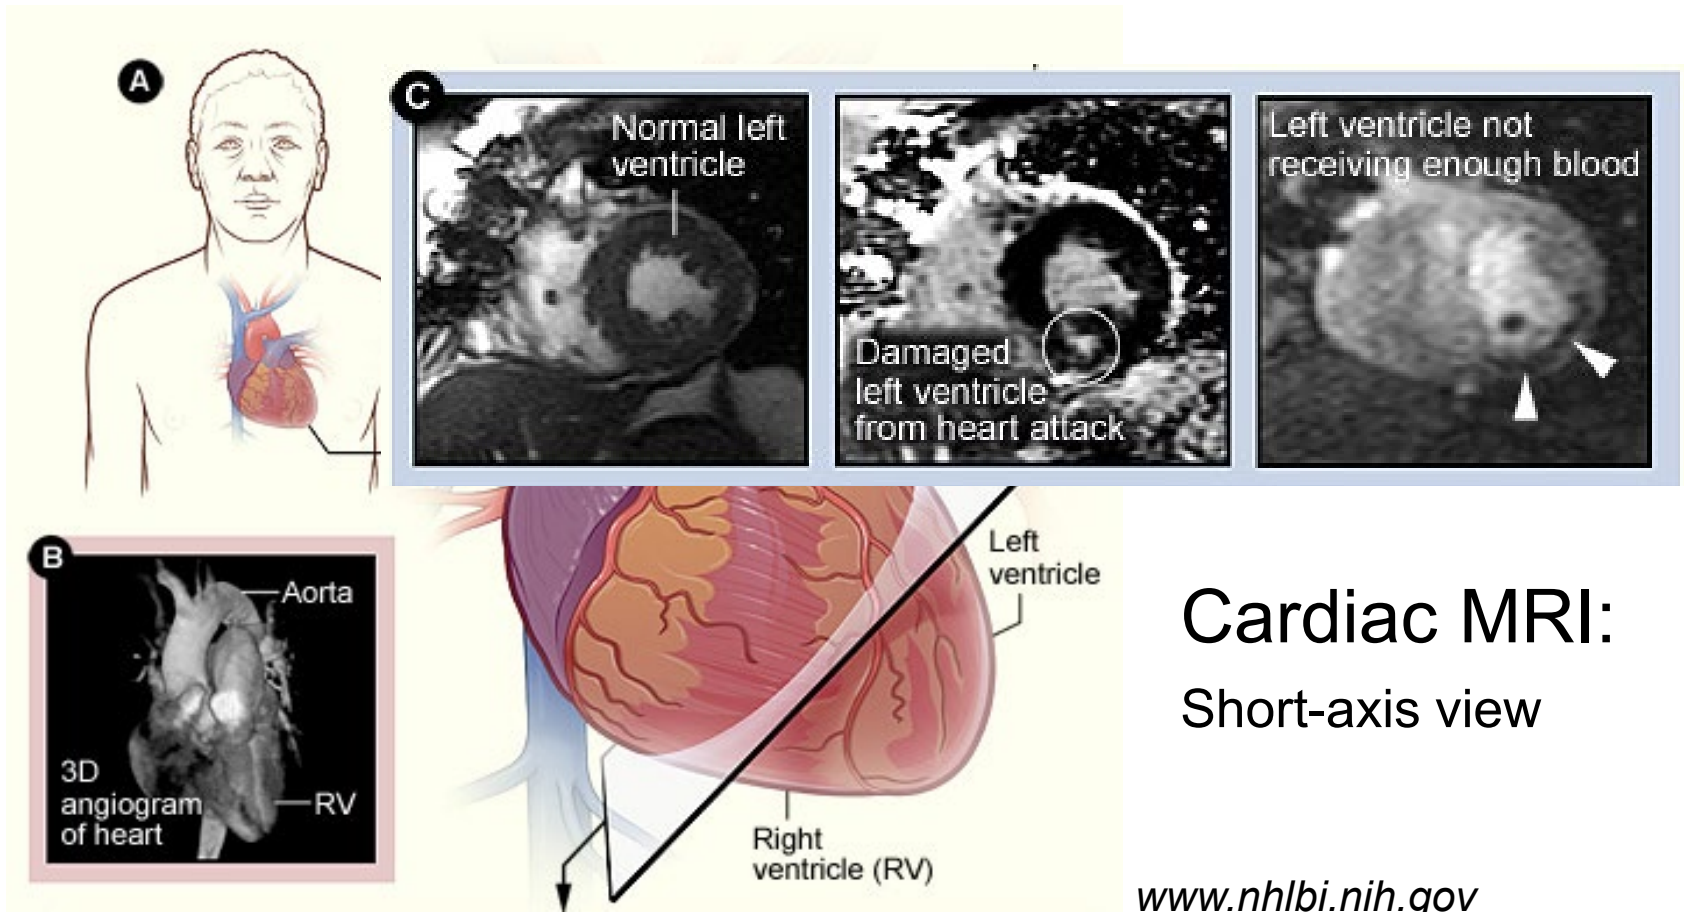 A
C
Normal left
ventricle
Damaged
left ventricle
from heart attack
Left ventricle not
receiving enough blood
B
Aorta
3D
angiogram
of heart
RV
Left
ventricle
Right
ventricle (RV)
Cardiac MRI:
Short-axis view
www.nhlbi.nih.gov